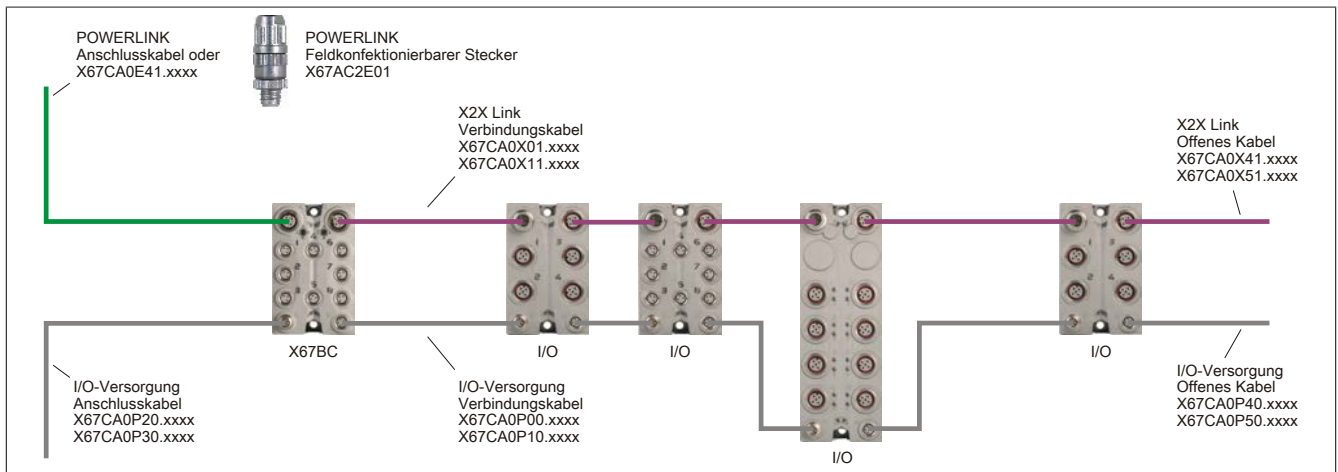 POWERLINK
Anschlusskabel oder
X67CA0E41.xxxx
POWERLINK
Feldkonfektionierbarer Stecker
X67AC2E01
X2X Link
Verbindungskabel
X67CA0X01.xxxx
X67CA0X11.xxxx
X2X Link
Offenes Kabel
X67CA0X41.xxxx
X67CA0X51.xxxx
X67BC
I/O
I/O
I/O
I/O
I/O-Versorgung
Anschlusskabel
X67CA0P20.xxxx
X67CA0P30.xxxx
I/O-Versorgung
Verbindungskabel
X67CA0P00.xxxx
X67CA0P10.xxxx
I/O-Versorgung
Offenes Kabel
X67CA0P40.xxxx
X67CA0P50.xxxx